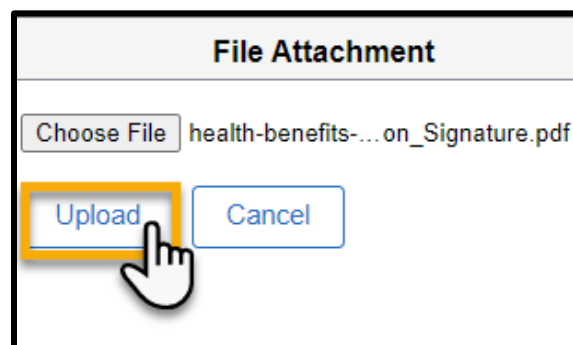 File Attachment
Choose File health-benefits-...on_Signature.pdf
Upload Cancel